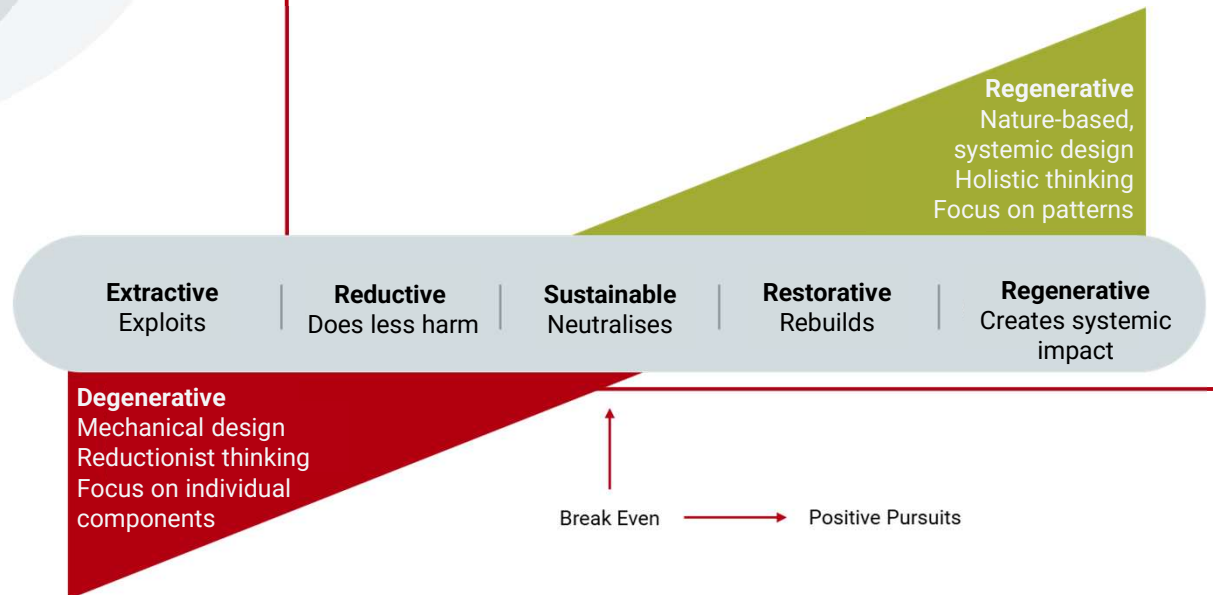 Regenerative
Nature-based,
systemic design
Holistic thinking
Focus on patterns
Extractive
Exploits
Reductive
Does less harm
Sustainable
Neutralises
Restorative
Rebuilds
Regenerative
Creates systemic
impact
Degenerative
Mechanical design
Reductionist thinking
Focus on individual
components
Break Even
Positive Pursuits